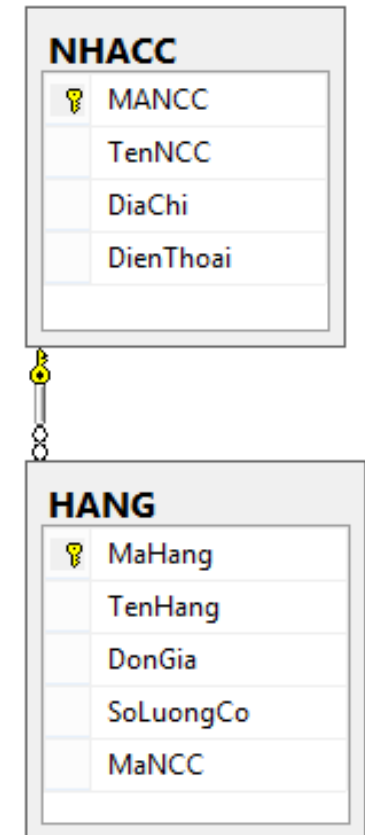 NHACC
MANCC
TenNCC
DiaChi
DienThoai
HANG
MaHang
TenHang
DonGia
SoLuongCo
MaNCC